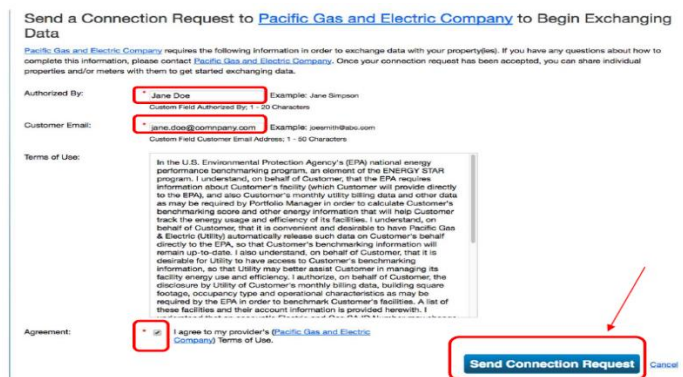 Send a Connection Request to Pacific Gas and Electric Company to Begin Exchanging
Data
Pacific Gas and Electric Company requires the following information in order to exchange data with your property(ies). If you have any questions about how to
complete this information, please contact Pacific Gas and Electric Company. Once your connection request has been accepted, you can share individual
properties and/or meters with them to get started exchanging data.
Authorized By:
* Jane Doe
Example: Jane Simpson
Custom Field Authorized By; 1 - 20 Characters
Customer Email:
* jane.doe@comnpany.com
Example: joesmith@abc.com
Custom Field Customer Email Address; 1 - 50 Characters
Terms of Use:
In the U.S. Environmental Protection Agency's (EPA) national energy
performance benchmarking program, an element of the ENERGY STAR
program. I understand, on behalf of Customer, that the EPA requires
information about Customer's facility (which Customer will provide directly
to the EPA), and also Customer's monthly utility billing data and other data
as may be required by Portfolio Manager in order to calculate Customer's
benchmarking score and other energy information that will help Customer
track the energy usage and efficiency of its facilities. I understand, on
behalf of Customer, that it is convenient and desirable to have Pacific Gas
& Electric (Utility) automatically release such data on Customer's behalf
directly to the EPA, so that Customer's benchmarking information will
remain up-to-date. I also understand, on behalf of Customer, that it is
desirable for Utility to have access to Customer's benchmarking
information, so that Utility may better assist Customer in managing its
facility energy use and efficiency. I authorize, on behalf of Customer, the
disclosure by Utility of Customer's monthly billing data, building square
footage, occupancy type and operational characteristics as may be
required by the EPA in order to benchmark Customer's facilities. A list of
these facilities and their account information is provided herewith. I
Agreement:
* I agree to my provider's (Pacific Gas and Electric
Company) Terms of Use.
Send Connection Request
Cancel